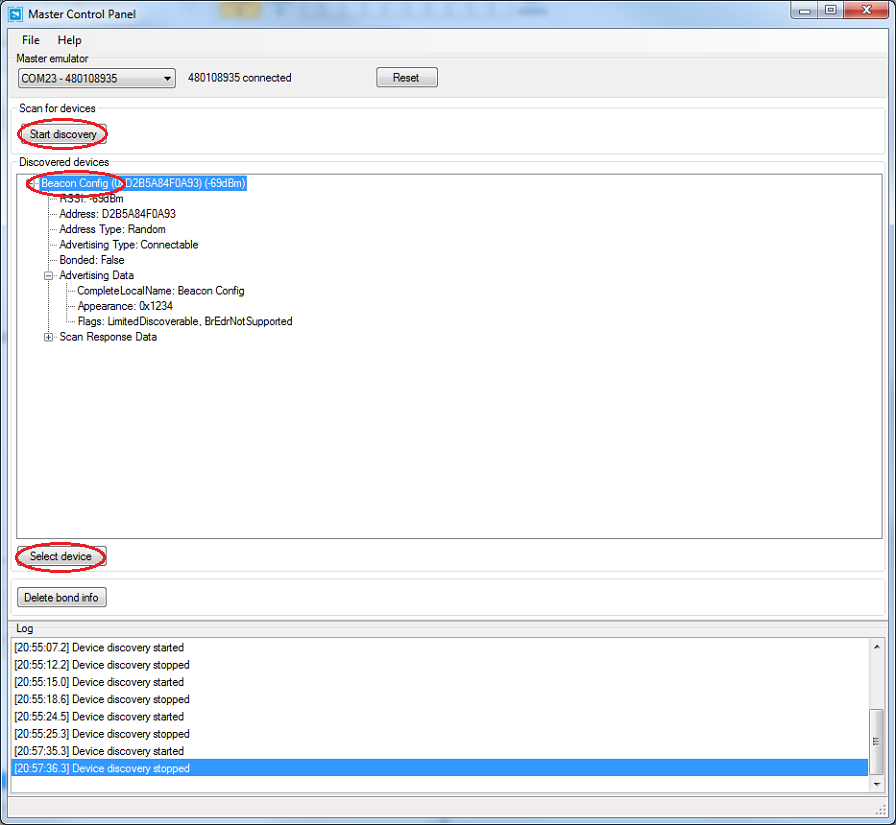 Master Control Panel
File Help
Master emulator
COM23 - 480108935 480108935 connected Reset
Scan for devices
Start discovery
Discovered devices
Beacon Config (0xD2B5A84F0A93) (-69dBm)
RSSI: -69dBm
Address: D2B5A84F0A93
Address Type: Random
Advertising Type: Connectable
Bonded: False
Advertising Data
CompleteLocalName: Beacon Config
Appearance: 0x1234
Flags: LimitedDiscoverable, BrEdrNotSupported
Scan Response Data
Select device
Delete bond info
Log
[20:55:07.2] Device discovery started
[20:55:12.2] Device discovery stopped
[20:55:15.0] Device discovery started
[20:55:18.6] Device discovery stopped
[20:55:24.5] Device discovery started
[20:55:25.3] Device discovery stopped
[20:57:35.3] Device discovery started
[20:57:36.3] Device discovery stopped